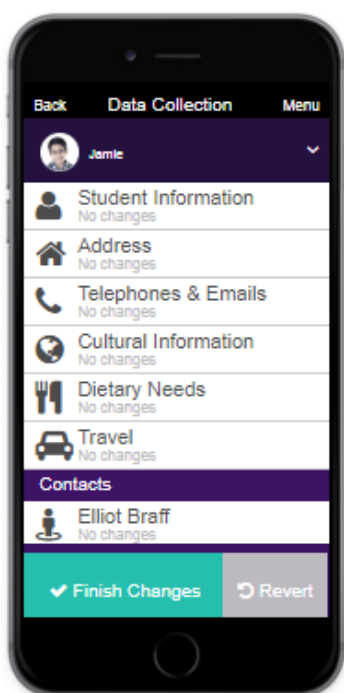 Back Data Collection Menu
Jamie
Student Information
No changes
Address
No changes
Telephones & Emails
No changes
Cultural Information
No changes
Dietary Needs
No changes
Travel
No changes
Contacts
Elliot Braff
No changes
Finish Changes Revert